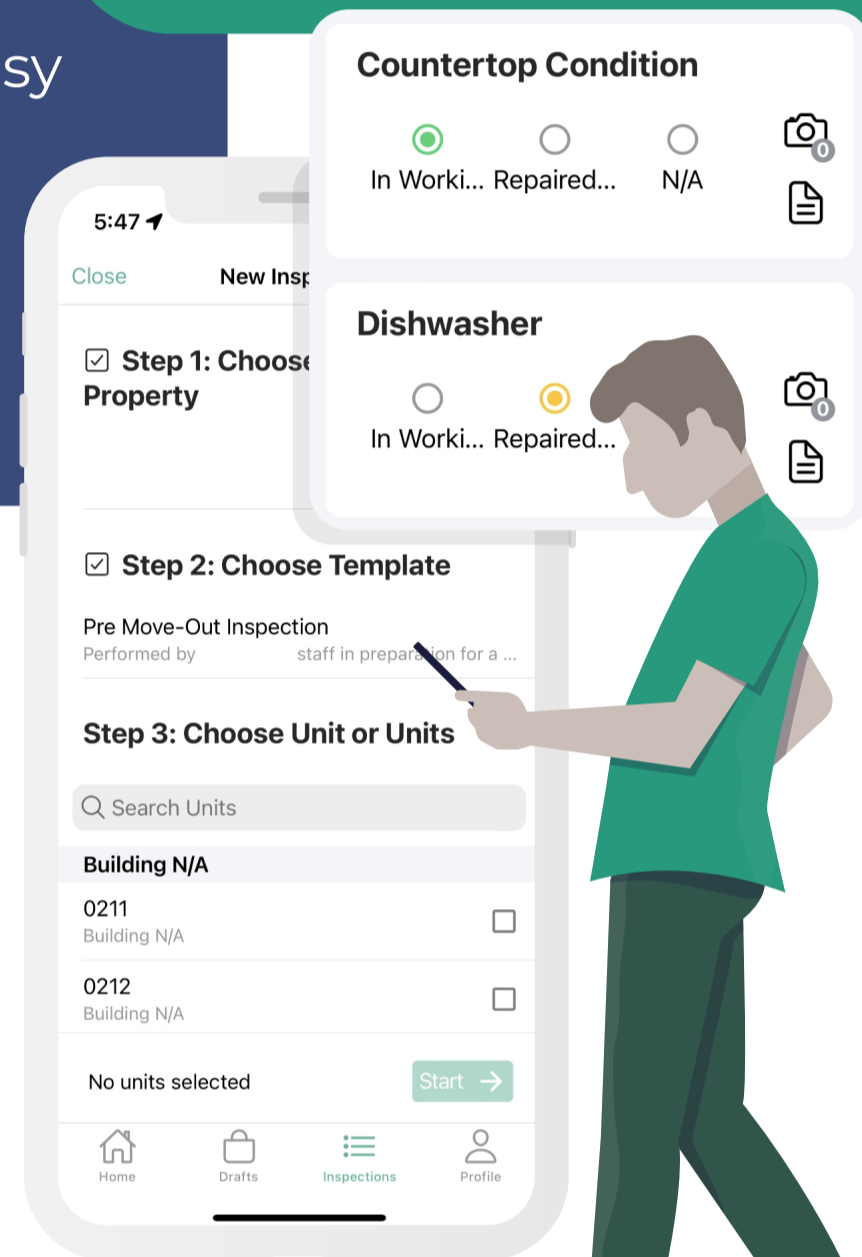 sy
Countertop Condition
In Worki... Repaired... N/A
0
Dishwasher
In Worki... Repaired...
0
5:47
Close New Insp
Step 1: Choose
Property
Step 2: Choose Template
Pre Move-Out Inspection
Performed by staff in preparation for a ...
Step 3: Choose Unit or Units
Search Units
Building N/A
0211
Building N/A
0212
Building N/A
No units selected Start
Home Drafts Inspections Profile